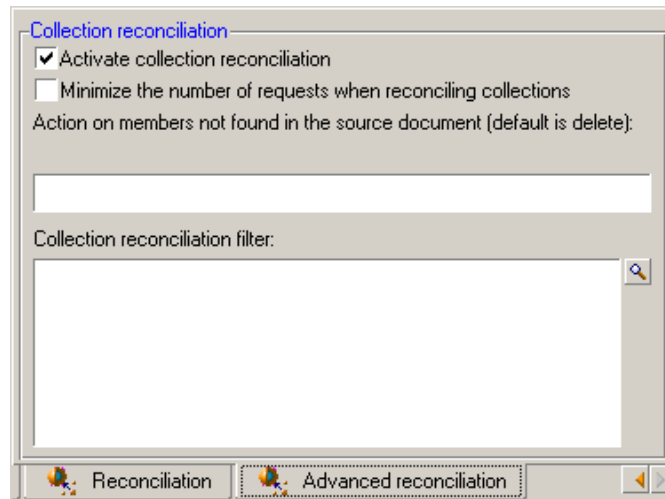 Collection reconciliation
Activate collection reconciliation
Minimize the number of requests when reconciling collections
Action on members not found in the source document (default is delete):
Collection reconciliation filter:
Reconciliation
Advanced reconciliation